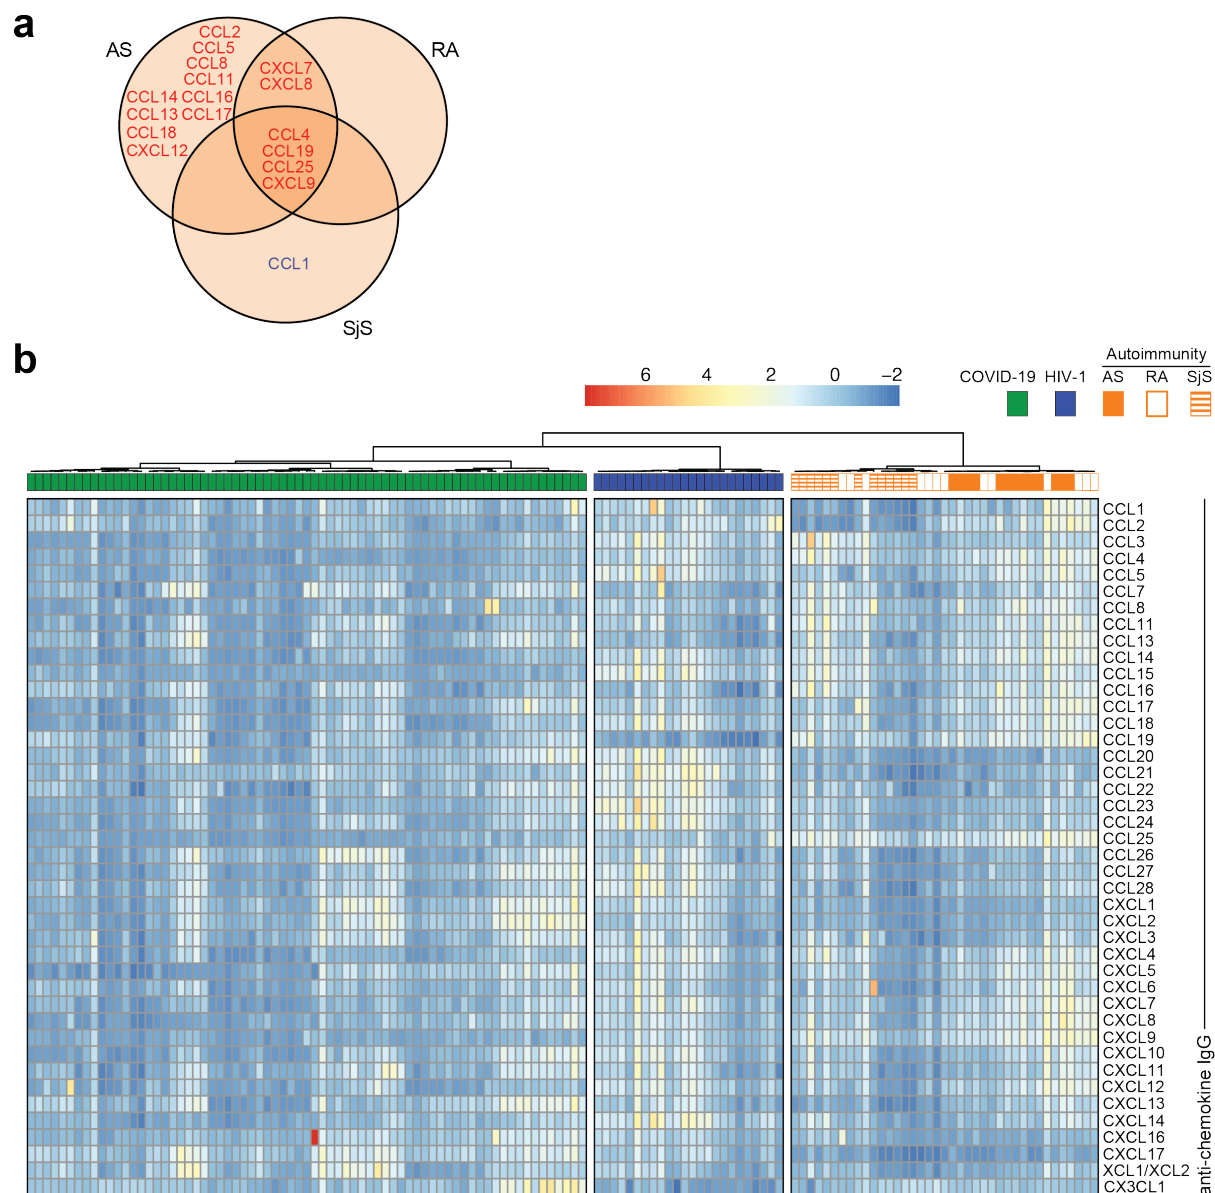 a
AS
RA
CCL2
CCL5
CCL8
CCL11
CCL14 CCL16
CCL13 CCL17
CCL18
CXCL12
CXCL7
CXCL8
CCL4
CCL19
CCL25
CXCL9
CCL1
SjS
b
6 4 2 0 −2
Autoimmunity
COVID-19 HIV-1 AS RA SjS
CCL1
CCL2
CCL3
CCL4
CCL5
CCL7
CCL8
CCL11
CCL13
CCL14
CCL15
CCL16
CCL17
CCL18
CCL19
CCL20
CCL21
CCL22
CCL23
CCL24
CCL25
CCL26
CCL27
CCL28
CXCL1
CXCL2
CXCL3
CXCL4
CXCL5
CXCL6
CXCL7
CXCL8
CXCL9
CXCL10
CXCL11
CXCL12
CXCL13
CXCL14
CXCL16
CXCL17
XCL1/XCL2
CX3CL1
anti-chemokine IgG